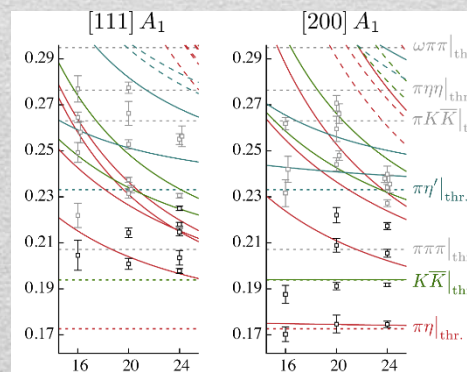 [111] A₁ [200] A₁
0.29 0.29 ωππ|thr.
0.27 0.27 πηη|thr.
πKK̅|t
0.25 0.25
0.23 0.23 πη′|thr.
0.21 0.21 πππ|thr.
0.19 0.19 KK̅|thr
0.17 0.17 πη|thr.
16 20 24 16 20 24